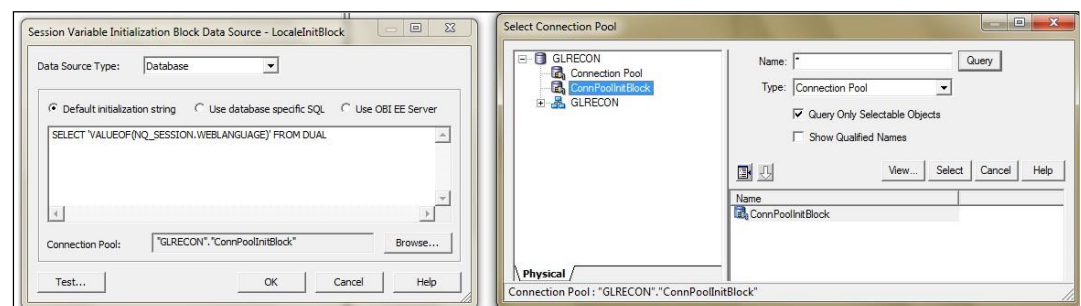 Session Variable Initialization Block Data Source - LocaleInitBlock
Data Source Type: Database
Default initialization string Use database specific SQL Use OBI EE Server
SELECT 'VALUEOF(NQ_SESSION.WEBLANGUAGE)' FROM DUAL
Connection Pool: "GLRECON"."ConnPoolInitBlock" Browse...
Test... OK Cancel Help
Select Connection Pool
GLRECON
Connection Pool
ConnPoolInitBlock
GLRECON
Physical
Name: * Query
Type: Connection Pool
Query Only Selectable Objects
Show Qualified Names
View... Select Cancel Help
Name
ConnPoolInitBlock
Connection Pool : "GLRECON"."ConnPoolInitBlock"